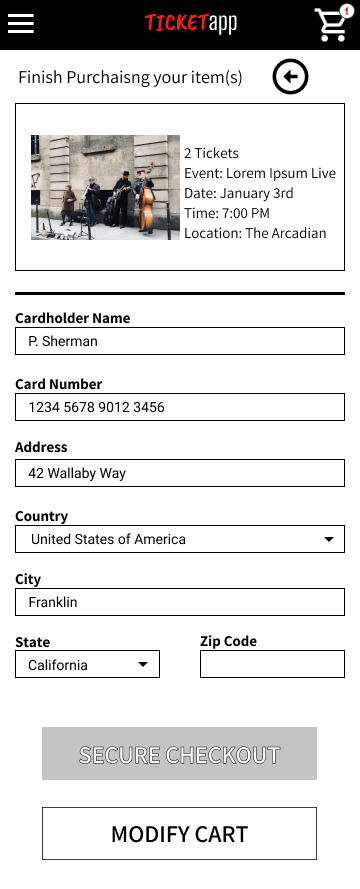 TICKETapp
1
Finish Purchaisng your item(s)
2 Tickets
Event: Lorem Ipsum Live
Date: January 3rd
Time: 7:00 PM
Location: The Arcadian
Cardholder Name
P. Sherman
Card Number
1234 5678 9012 3456
Address
42 Wallaby Way
Country
United States of America
City
Franklin
State
Zip Code
California
SECURE CHECKOUT
MODIFY CART